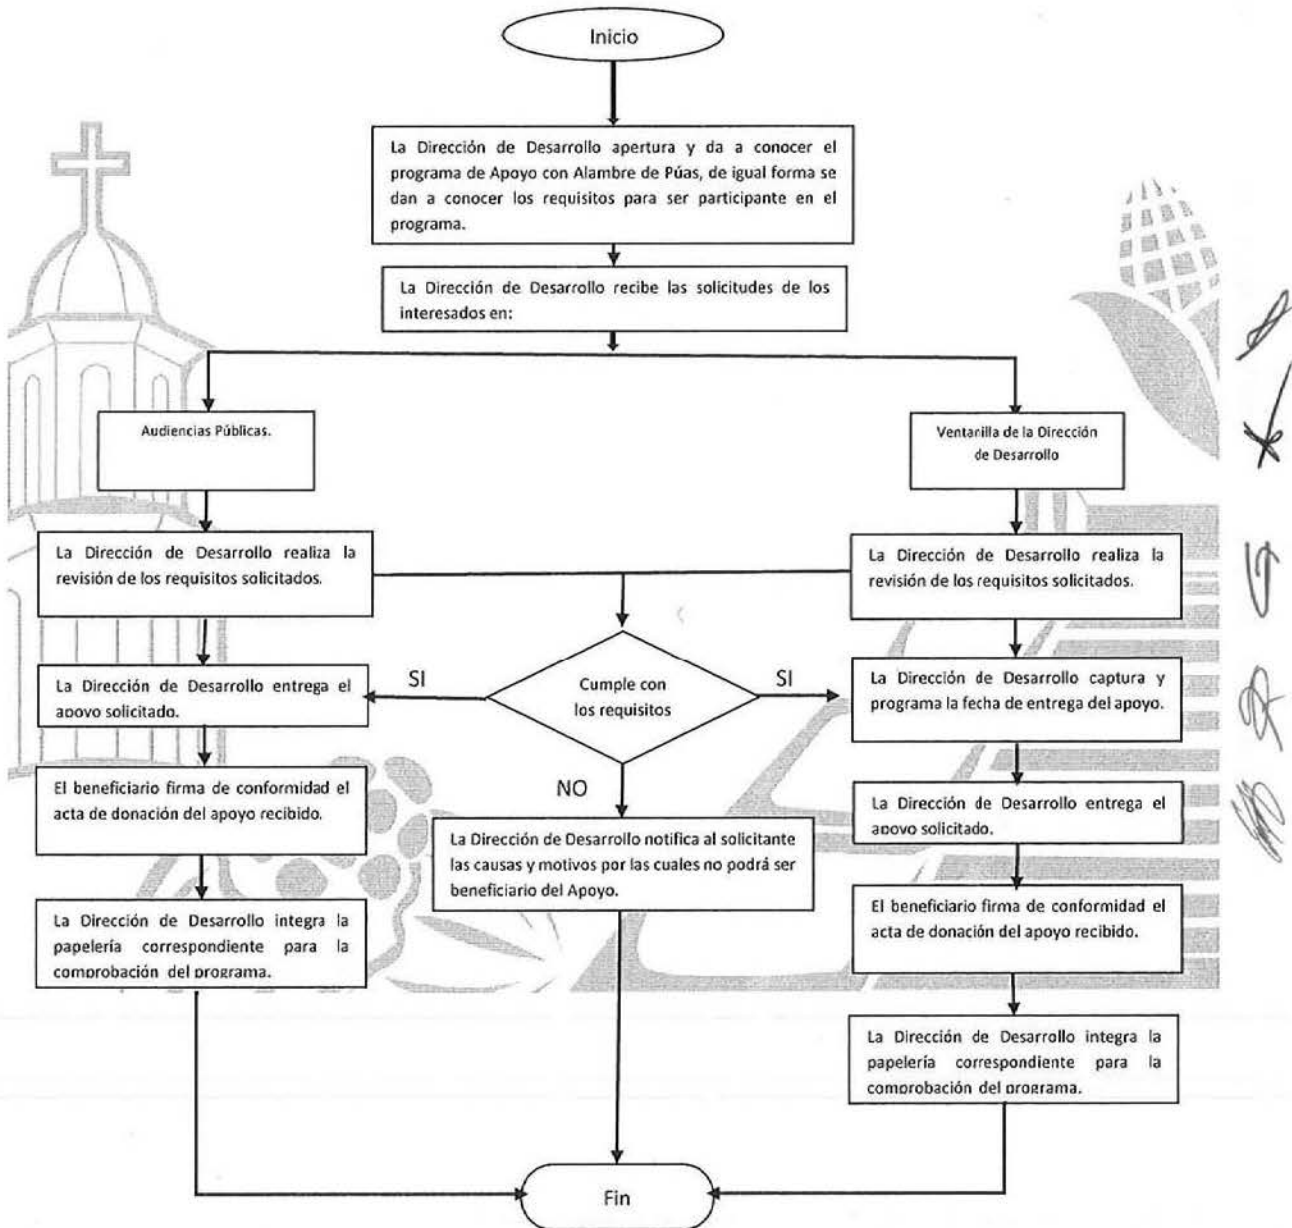 Inicio
La Dirección de Desarrollo apertura y da a conocer el
programa de Apoyo con Alambre de Púas, de igual forma se
dan a conocer los requisitos para ser participante en el
programa.
La Dirección de Desarrollo recibe las solicitudes de los
interesados en:
Audiencias Públicas.
Ventanilla de la Dirección
de Desarrollo
La Dirección de Desarrollo realiza la
revisión de los requisitos solicitados.
La Dirección de Desarrollo realiza la
revisión de los requisitos solicitados.
La Dirección de Desarrollo entrega el
apoyo solicitado.
SI
Cumple con
los requisitos
SI
La Dirección de Desarrollo captura y
programa la fecha de entrega del apoyo.
El beneficiario firma de conformidad el
acta de donación del apoyo recibido.
NO
La Dirección de Desarrollo notifica al solicitante
las causas y motivos por las cuales no podrá ser
beneficiario del Apoyo.
La Dirección de Desarrollo entrega el
apoyo solicitado.
La Dirección de Desarrollo integra la
papelería correspondiente para la
comprobación del programa.
El beneficiario firma de conformidad el
acta de donación del apoyo recibido.
La Dirección de Desarrollo integra la
papelería correspondiente para la
comprobación del programa.
Fin